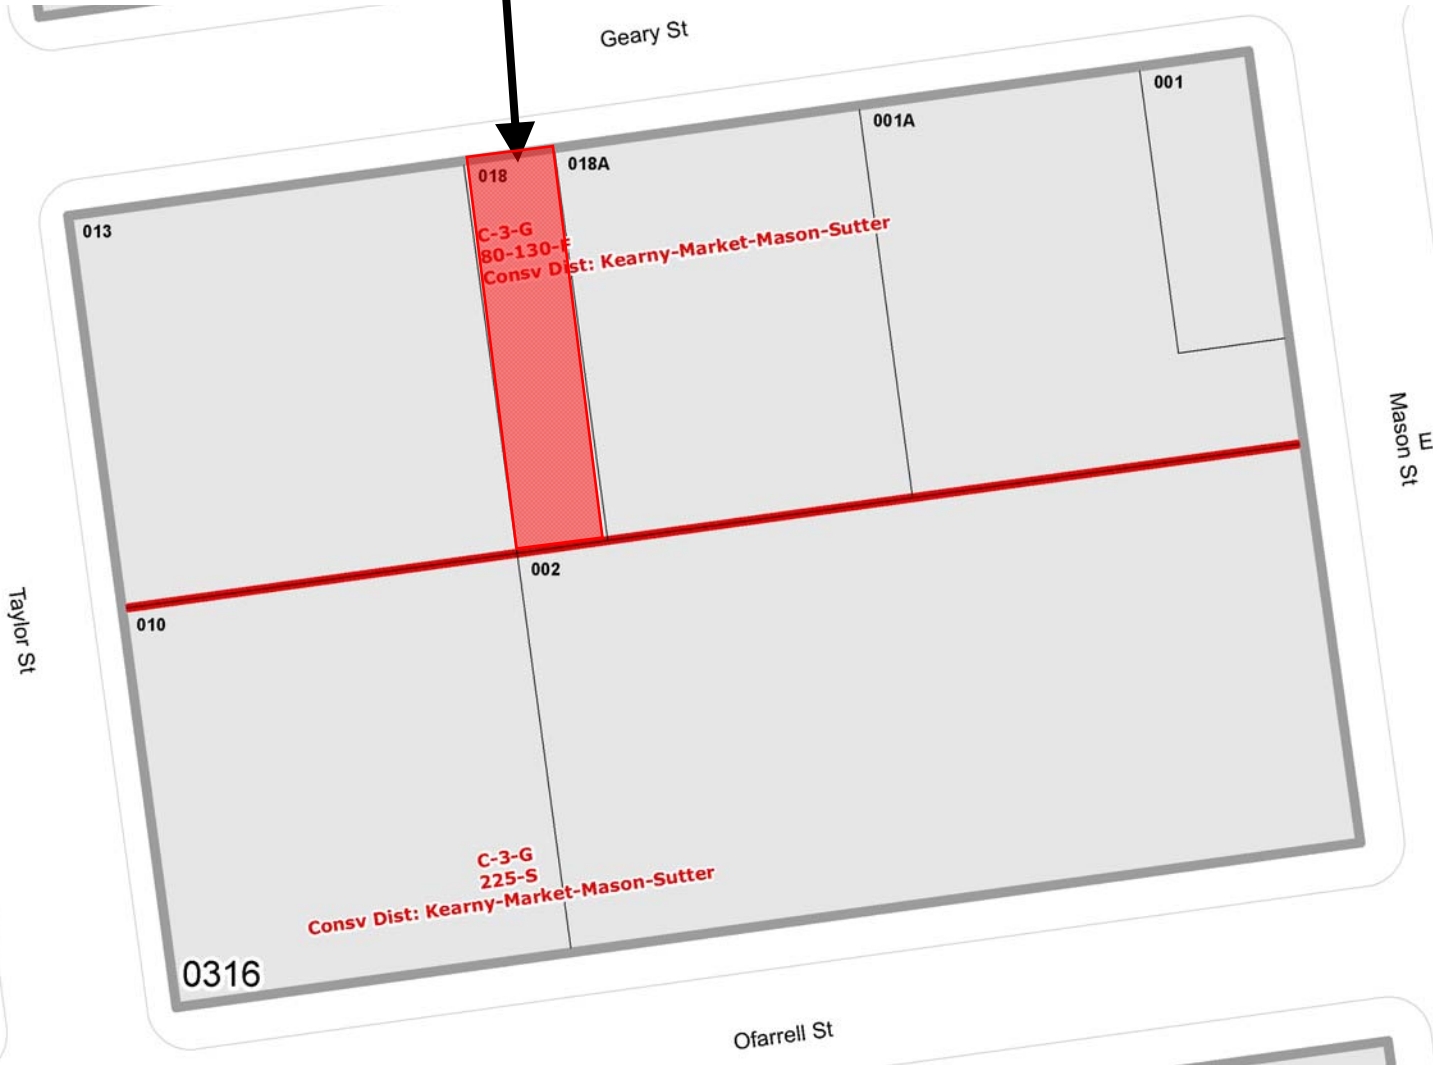 Geary St
001
001A
018A
018
013
C-3-G
80-130-F
Consv Dist: Kearny-Market-Mason-Sutter
Mason St
E
002
Taylor St
010
C-3-G
225-S
Consv Dist: Kearny-Market-Mason-Sutter
0316
Ofarrell St